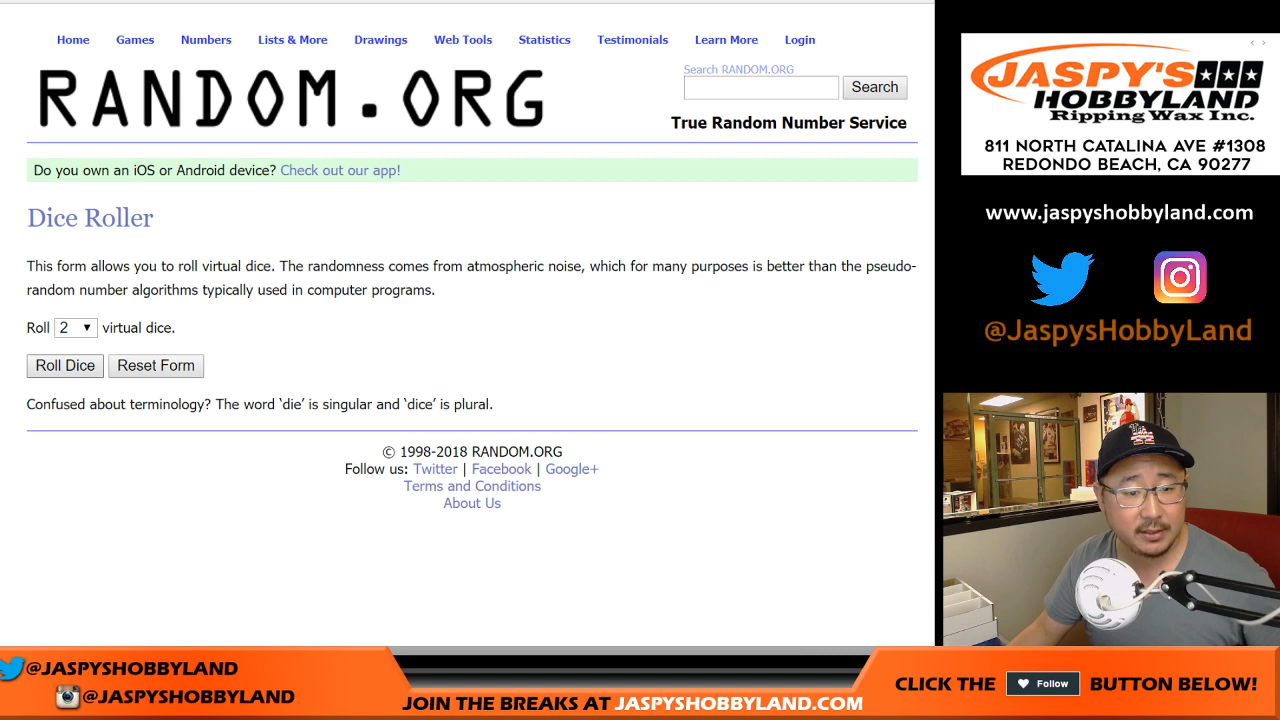 Home Games Numbers Lists & More Drawings Web Tools Statistics Testimonials Learn More Login
RANDOM.ORG
Search RANDOM.ORG
Search
True Random Number Service
Do you own an iOS or Android device? Check out our app!
Dice Roller
This form allows you to roll virtual dice. The randomness comes from atmospheric noise, which for many purposes is better than the pseudo-
random number algorithms typically used in computer programs.
Roll 2 virtual dice.
Roll Dice Reset Form
Confused about terminology? The word ‘die’ is singular and ‘dice’ is plural.
© 1998-2018 RANDOM.ORG
Follow us: Twitter | Facebook | Google+
Terms and Conditions
About Us
JASPY'S
HOBBYLAND
Ripping Wax Inc.
811 NORTH CATALINA AVE #1308
REDONDO BEACH, CA 90277
www.jaspyshobbyland.com
@JaspysHobbyLand
@JASPYSHOBBYLAND
@JASPYSHOBBYLAND
JOIN THE BREAKS AT JASPYSHOBBYLAND.COM
CLICK THE Follow BUTTON BELOW!